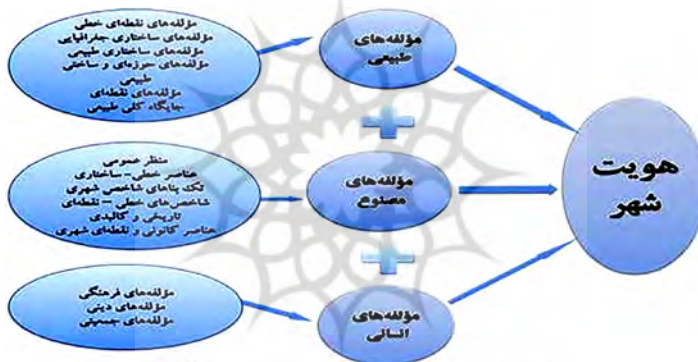 مؤلفه‌های نقطه‌ای خطی
مؤلفه‌های ساختاری جغرافیایی
مؤلفه‌های ساختاری طبیعی
مؤلفه‌های حوزه‌ای و ساختی
طبیعی
مؤلفه‌های نقطه‌ای
جایگاه کلی طبیعی
مؤلفه‌های
طبیعی
منظر عمومی
عناصر خطی – ساختاری
تک بناهای شاخص شهری
شاخص‌های خطی – نقطه‌ای
تاریخی و کالبدی
عناصر کانونی و نقطه‌ای شهری
مؤلفه‌های
مصنوع
هویت
شهر
مؤلفه‌های فرهنگی
مؤلفه‌های دینی
مؤلفه‌های جمعیتی
مؤلفه‌های
انسانی